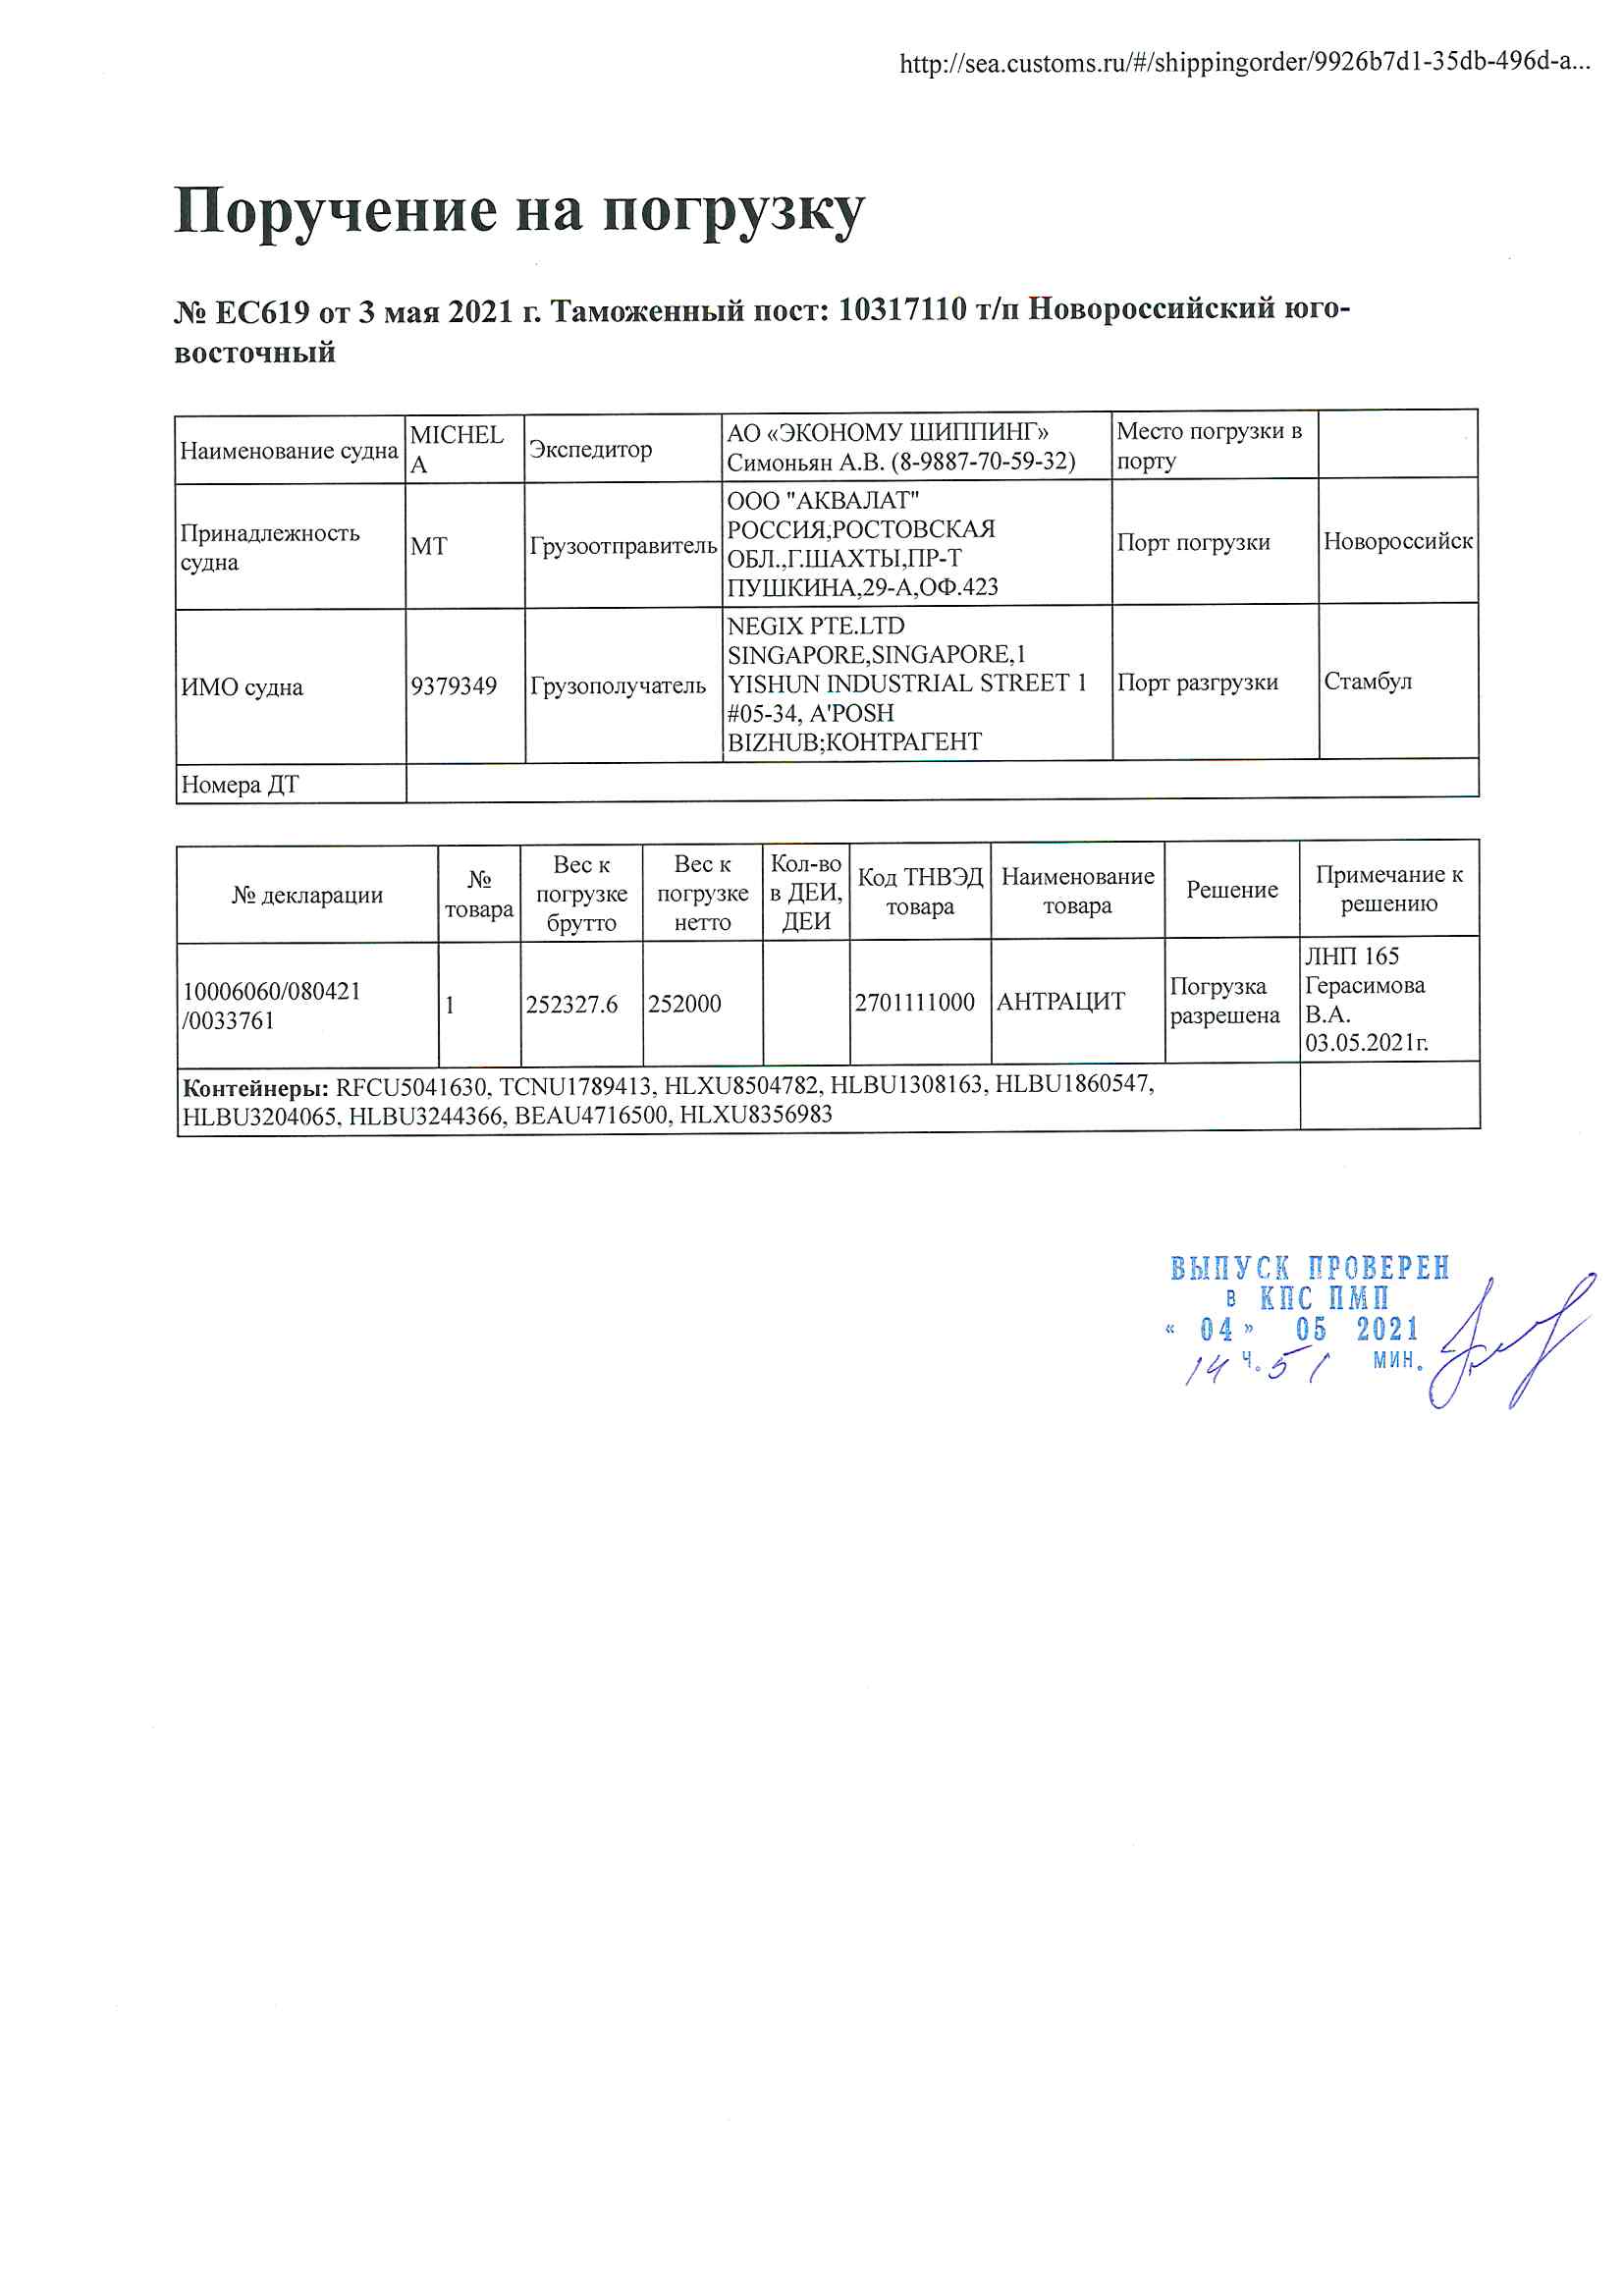 http://sea.customs.ru/#/shippingorder/9926b7d1-35db-496d-a...
Поручение на погрузку
№ ЕС619 от 3 мая 2021 г. Таможенный пост: 10317110 т/п Новороссийский юго-
восточный
Наименование судна
MICHEL
A
Экспедитор
АО «ЭКОНОМУ ШИППИНГ»
Симоньян А.В. (8-9887-70-59-32)
Место погрузки в
порту
Принадлежность
судна
МТ
Грузоотправитель
ООО "АКВАЛАТ"
РОССИЯ;РОСТОВСКАЯ
ОБЛ.,Г.ШАХТЫ,ПР-Т
ПУШКИНА,29-А,ОФ.423
Порт погрузки
Новороссийск
ИМО судна
9379349
Грузополучатель
NEGIX PTE.LTD
SINGAPORE,SINGAPORE,1
YISHUN INDUSTRIAL STREET 1
#05-34, A'POSH
BIZHUB;КОНТРАГЕНТ
Порт разгрузки
Стамбул
Номера ДТ
№ декларации
№
товара
Вес к
погрузке
брутто
Вес к
погрузке
нетто
Кол-во
в ДЕИ,
ДЕИ
Код ТНВЭД
товара
Наименование
товара
Решение
Примечание к
решению
10006060/080421
/0033761
1
252327.6
252000
2701111000
АНТРАЦИТ
Погрузка
разрешена
ЛНП 165
Герасимова
В.А.
03.05.2021г.
Контейнеры: RFCU5041630, TCNU1789413, HLXU8504782, HLBU1308163, HLBU1860547,
HLBU3204065, HLBU3244366, BEAU4716500, HLXU8356983
ВЫПУСК ПРОВЕРЕН
в КПС ПМП
« 04 » 05 2021
14 ч. 51 мин.